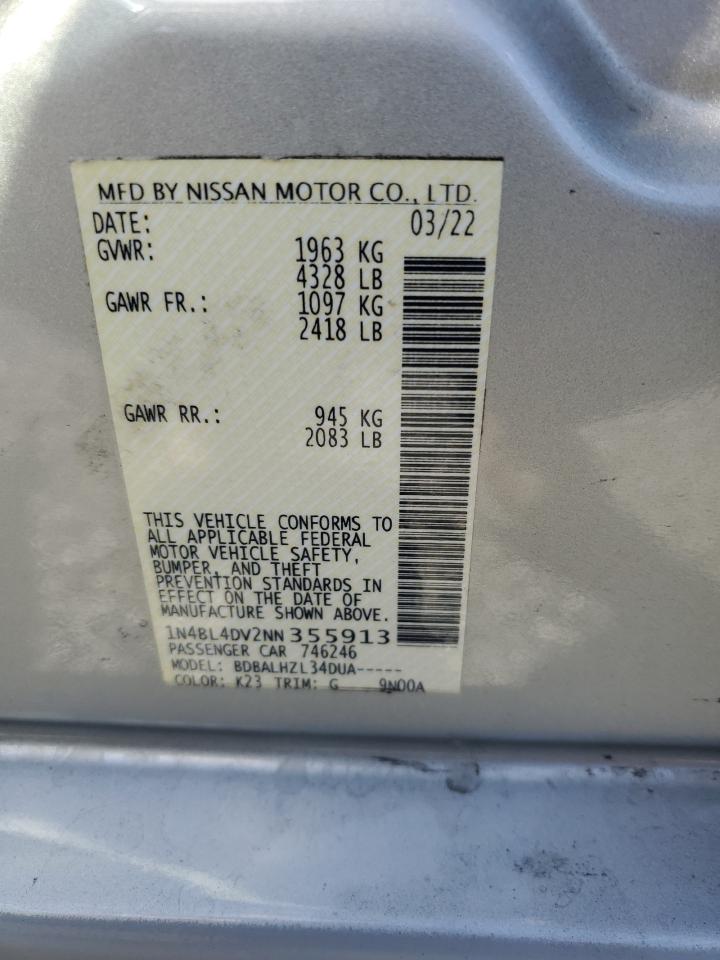 MFD BY NISSAN MOTOR CO., LTD.
DATE: 03/22
GVWR: 1963 KG
4328 LB
GAWR FR.: 1097 KG
2418 LB
GAWR RR.: 945 KG
2083 LB
THIS VEHICLE CONFORMS TO
ALL APPLICABLE FEDERAL
MOTOR VEHICLE SAFETY,
BUMPER, AND THEFT
PREVENTION STANDARDS IN
EFFECT ON THE DATE OF
MANUFACTURE SHOWN ABOVE.
1N4BL4DV2NN355913
PASSENGER CAR 746246
MODEL: BDBALHZL34DUA-----
COLOR: K23 TRIM: G 9N00A